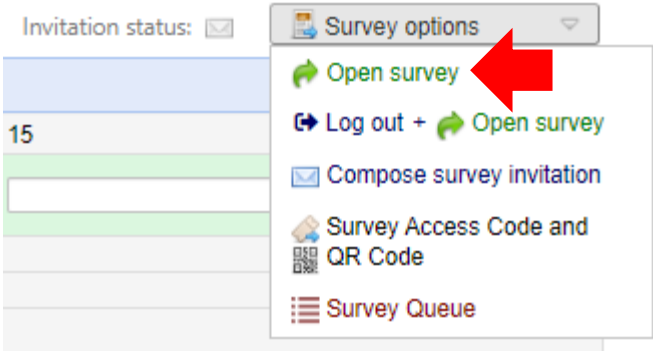 Invitation status:
Survey options
Open survey
Log out + Open survey
15
Compose survey invitation
Survey Access Code and
QR Code
Survey Queue